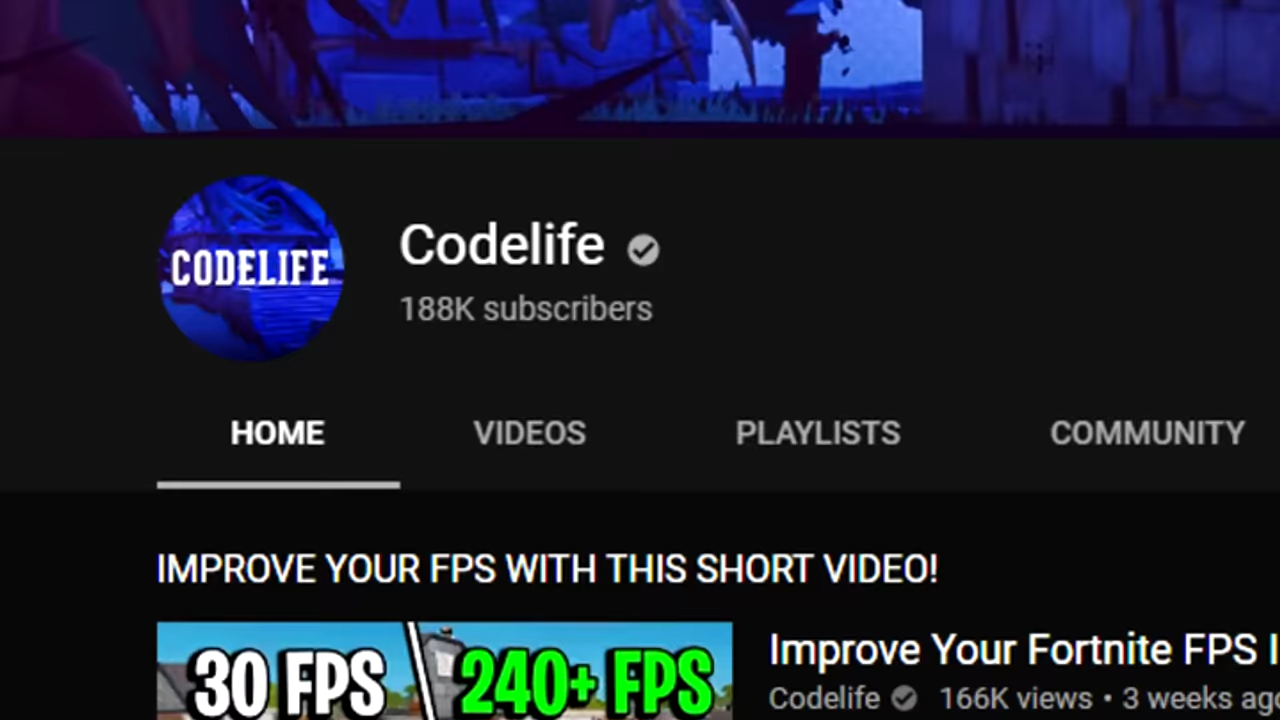 CODELIFE
Codelife
188K subscribers
HOME VIDEOS PLAYLISTS COMMUNITY
IMPROVE YOUR FPS WITH THIS SHORT VIDEO!
30 FPS 240+ FPS
Improve Your Fortnite FPS
Codelife 166K views • 3 weeks